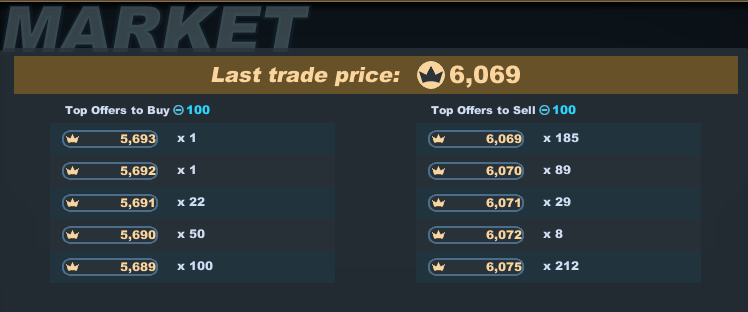 MARKET
Last trade price: 6,069
Top Offers to Buy 100
5,693 x 1
5,692 x 1
5,691 x 22
5,690 x 50
5,689 x 100
Top Offers to Sell 100
6,069 x 185
6,070 x 89
6,071 x 29
6,072 x 8
6,075 x 212